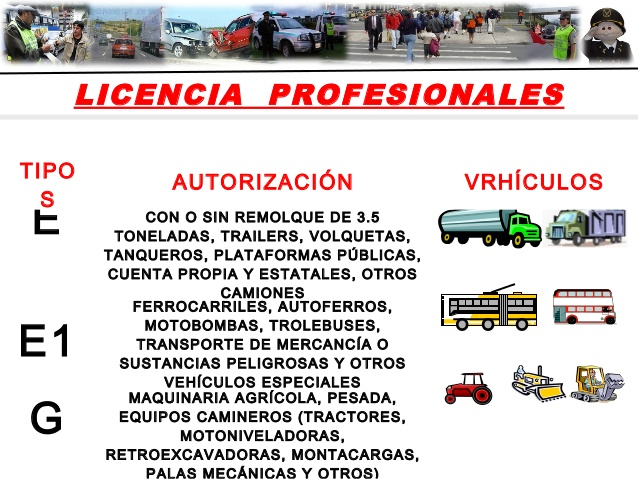 LICENCIA PROFESIONALES
TIPO
S
AUTORIZACIÓN
VRHÍCULOS
E
CON O SIN REMOLQUE DE 3.5
TONELADAS, TRAILERS, VOLQUETAS,
TANQUEROS, PLATAFORMAS PÚBLICAS,
CUENTA PROPIA Y ESTATALES, OTROS
CAMIONES
E1
FERROCARRILES, AUTOFERROS,
MOTOBOMBAS, TROLEBUSES,
TRANSPORTE DE MERCANCÍA O
SUSTANCIAS PELIGROSAS Y OTROS
VEHÍCULOS ESPECIALES
G
MAQUINARIA AGRÍCOLA, PESADA,
EQUIPOS CAMINEROS (TRACTORES,
MOTONIVELADORAS,
RETROEXCAVADORAS, MONTACARGAS,
PALAS MECÁNICAS Y OTROS)